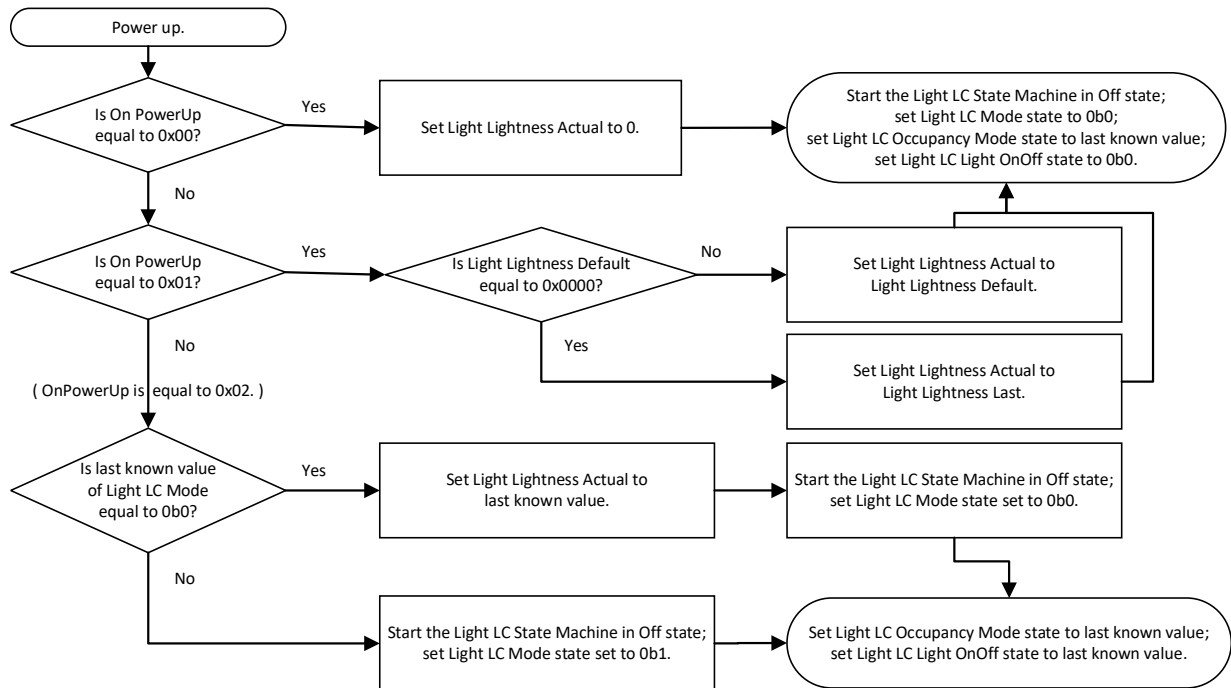 Power up.
Is On PowerUp
equal to 0x00?
Yes
Set Light Lightness Actual to 0.
Start the Light LC State Machine in Off state;
set Light LC Mode state to 0b0;
set Light LC Occupancy Mode state to last known value;
set Light LC Light OnOff state to 0b0.
No
Is On PowerUp
equal to 0x01?
Yes
Is Light Lightness Default
equal to 0x0000?
No
Set Light Lightness Actual to
Light Lightness Default.
Yes
Set Light Lightness Actual to
Light Lightness Last.
No
( OnPowerUp is equal to 0x02. )
Is last known value
of Light LC Mode
equal to 0b0?
Yes
Set Light Lightness Actual to
last known value.
Start the Light LC State Machine in Off state;
set Light LC Mode state set to 0b0.
No
Start the Light LC State Machine in Off state;
set Light LC Mode state set to 0b1.
Set Light LC Occupancy Mode state to last known value;
set Light LC Light OnOff state to last known value.